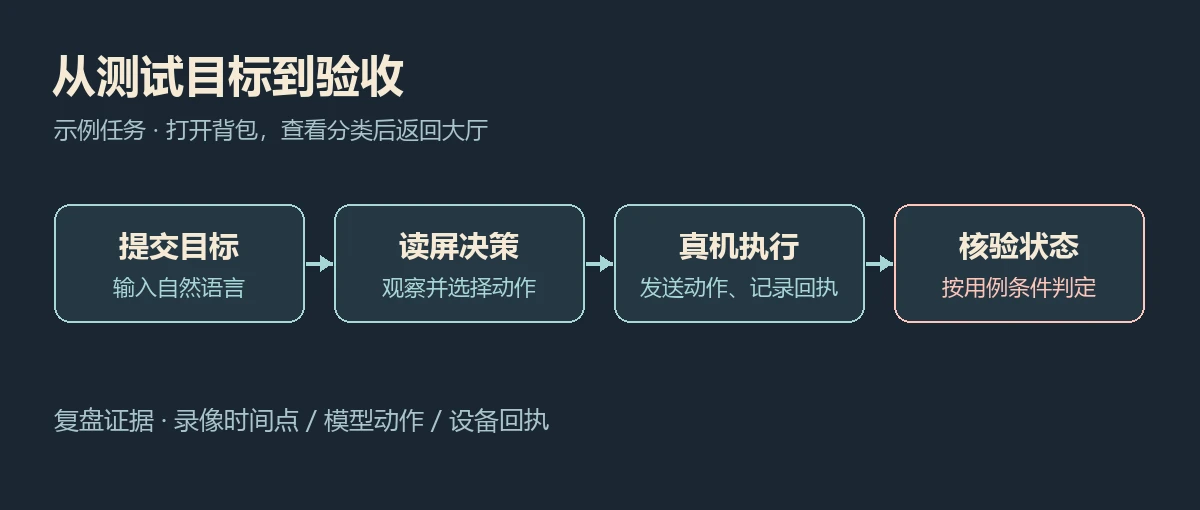 从测试目标到验收
示例任务 · 打开背包，查看分类后返回大厅
提交目标
输入自然语言
读屏决策
观察并选择动作
真机执行
发送动作、记录回执
核验状态
按用例条件判定
复盘证据 · 录像时间点 / 模型动作 / 设备回执